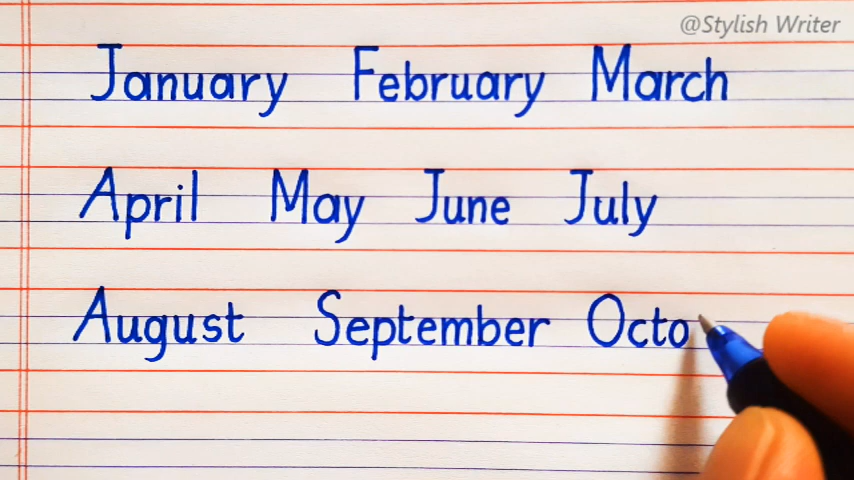 @Stylish Writer
January February March
April May June July
August September Octo